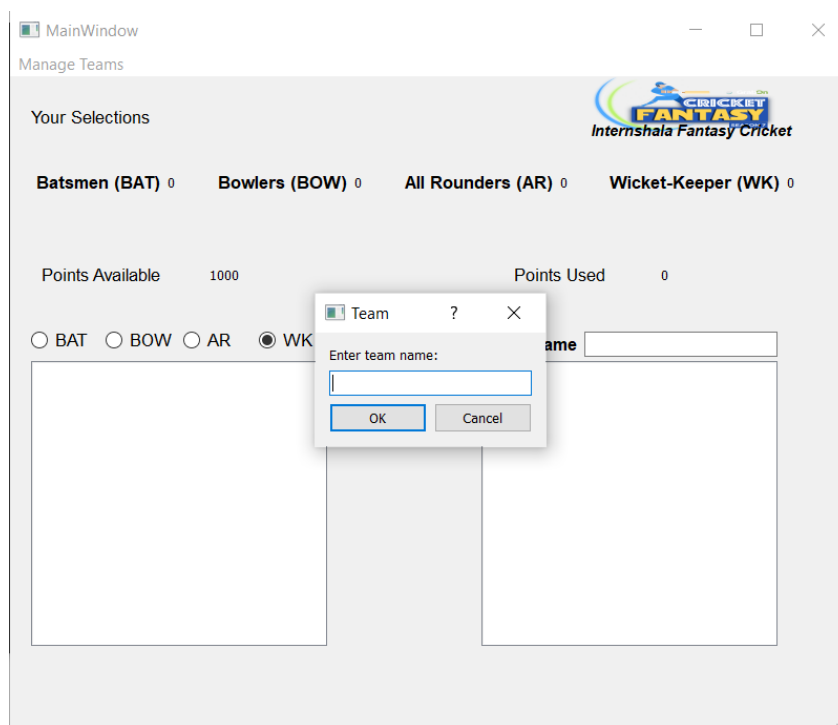 MainWindow
Manage Teams
Your Selections
CRICKET
FANTASY
Internshala Fantasy Cricket
Batsmen (BAT) 0 Bowlers (BOW) 0 All Rounders (AR) 0 Wicket-Keeper (WK) 0
Points Available 1000 Points Used 0
Team ?
BAT BOW AR WK ame
Enter team name:
OK Cancel